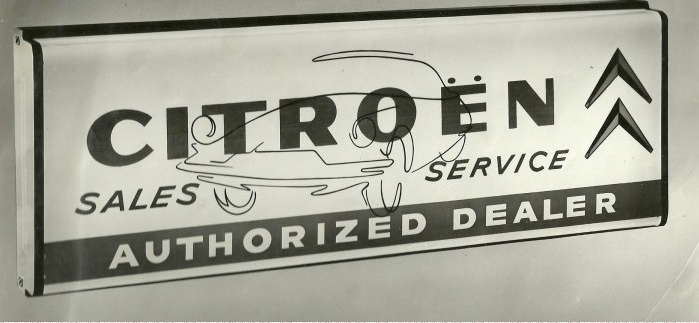 CITROËN
SALES SERVICE
AUTHORIZED DEALER